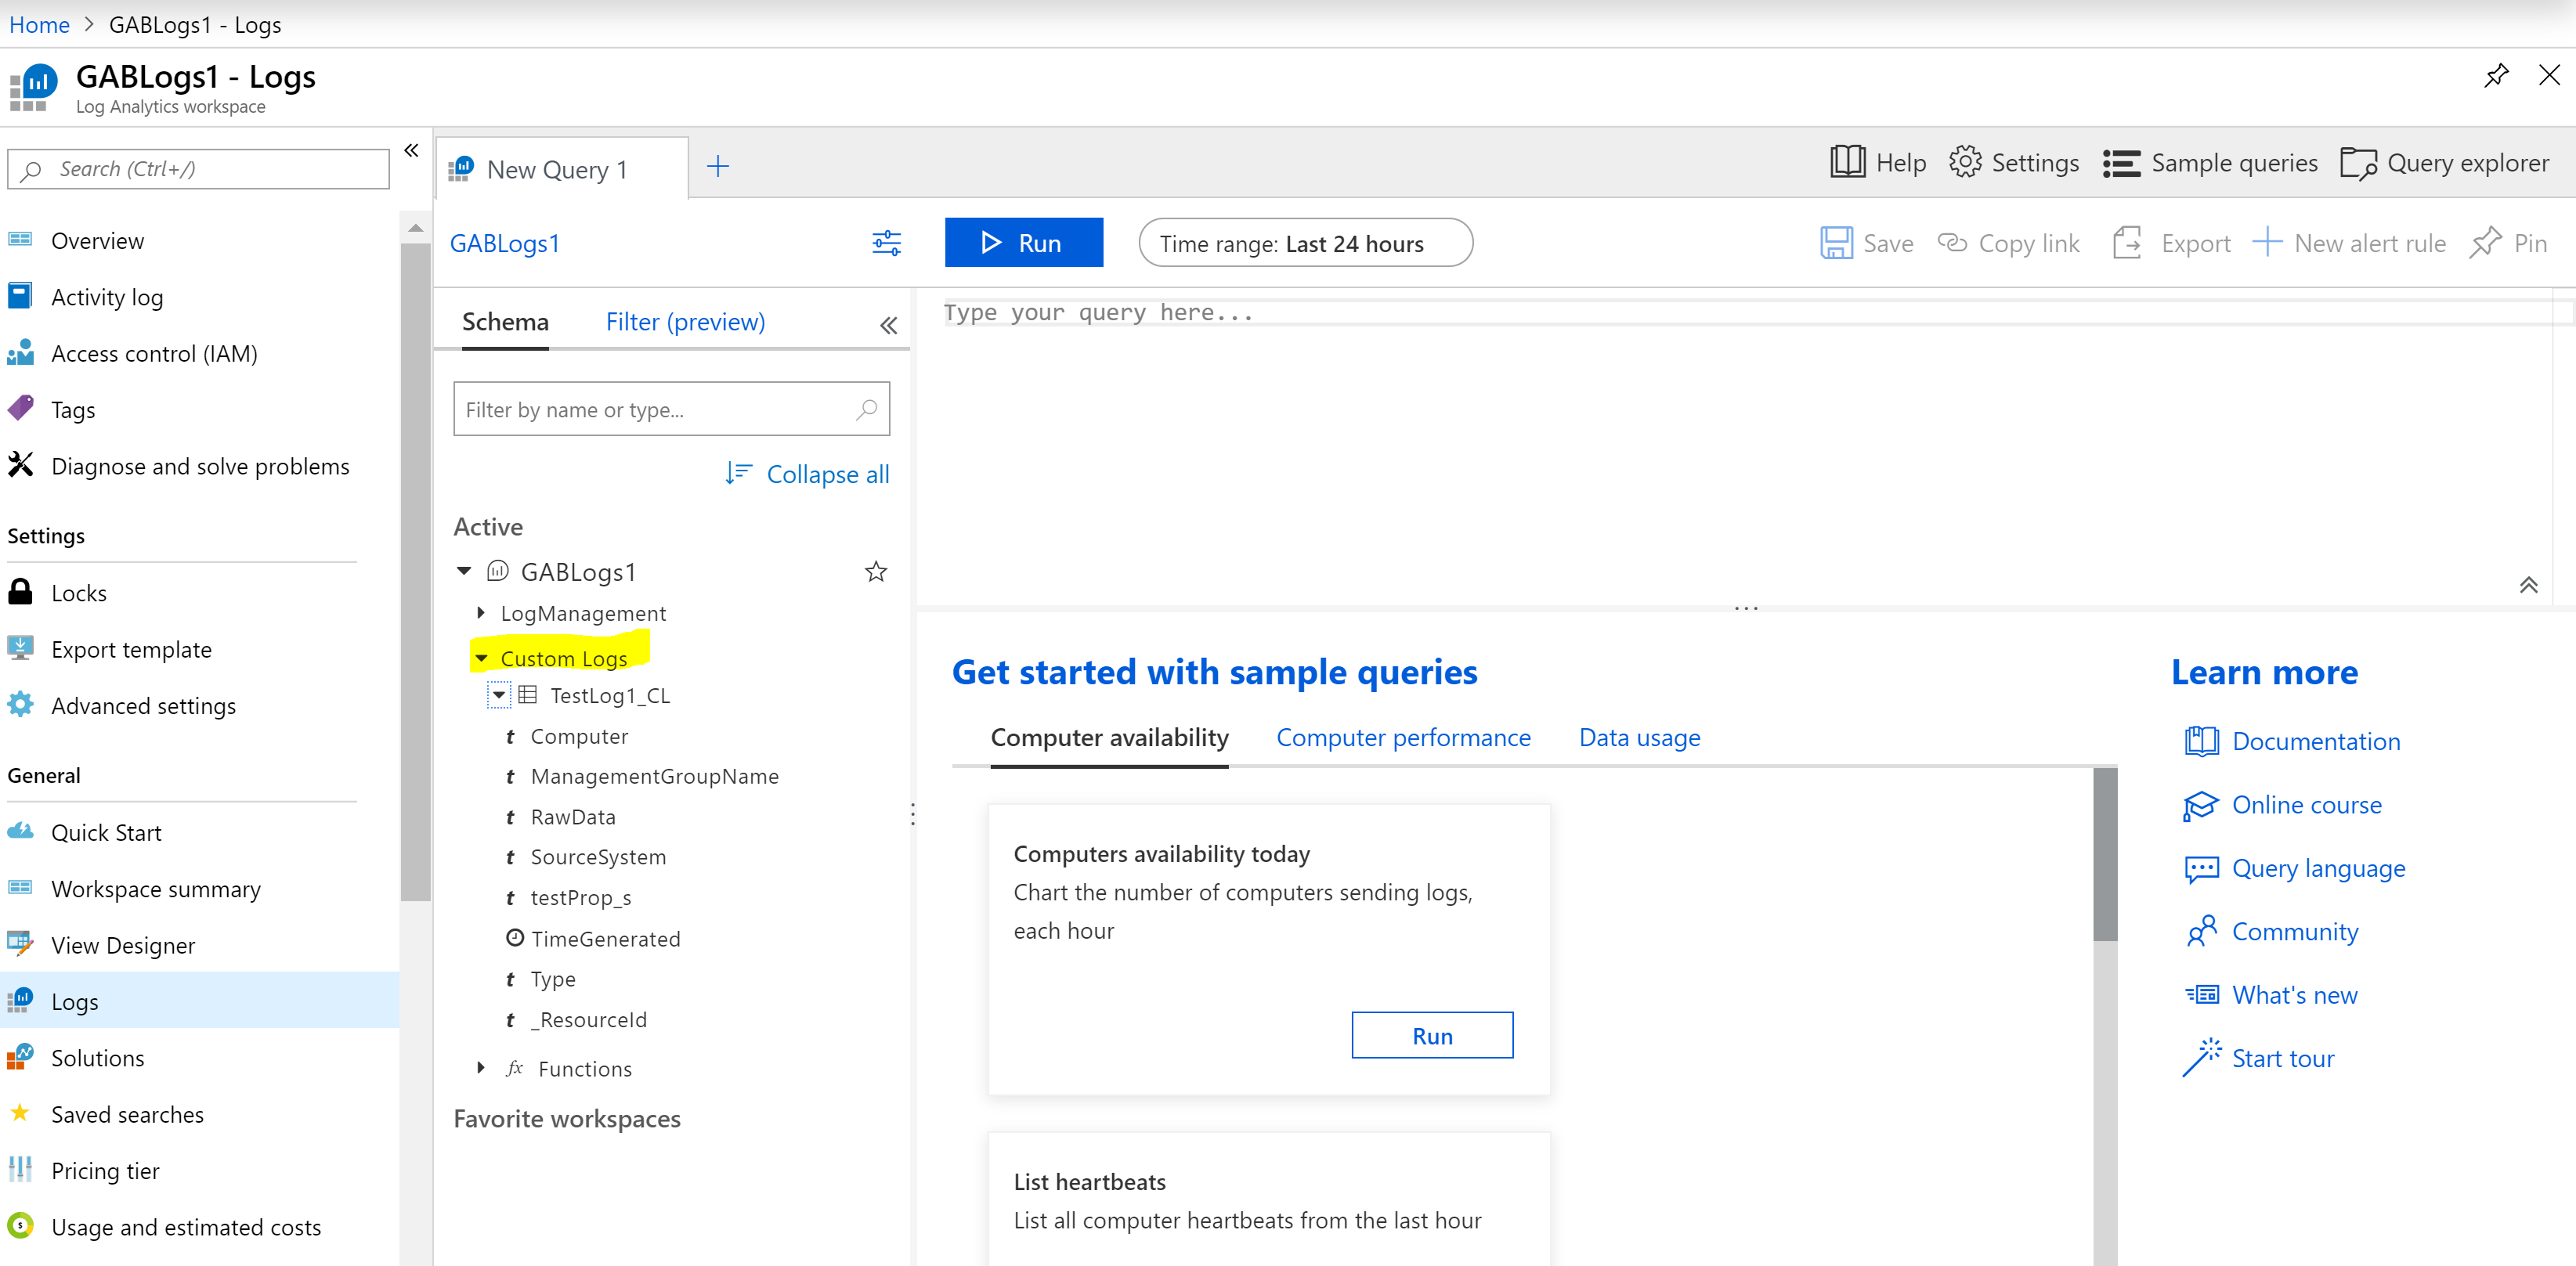 Home > GABLogs1 - Logs
GABLogs1 - Logs
Log Analytics workspace
Search (Ctrl+/)
Overview
Activity log
Access control (IAM)
Tags
Diagnose and solve problems
Settings
Locks
Export template
Advanced settings
General
Quick Start
Workspace summary
View Designer
Logs
Solutions
Saved searches
Pricing tier
Usage and estimated costs
New Query 1
Help Settings Sample queries Query explorer
GABLogs1
Run Time range: Last 24 hours
Save Copy link Export New alert rule Pin
Schema Filter (preview)
Filter by name or type...
Collapse all
Active
GABLogs1
LogManagement
Custom Logs
TestLog1_CL
t Computer
t ManagementGroupName
t RawData
t SourceSystem
t testProp_s
TimeGenerated
t Type
t _ResourceId
fx Functions
Favorite workspaces
Type your query here...
Get started with sample queries
Computer availability Computer performance Data usage
Computers availability today
Chart the number of computers sending logs,
each hour
Run
List heartbeats
List all computer heartbeats from the last hour
Learn more
Documentation
Online course
Query language
Community
What's new
Start tour